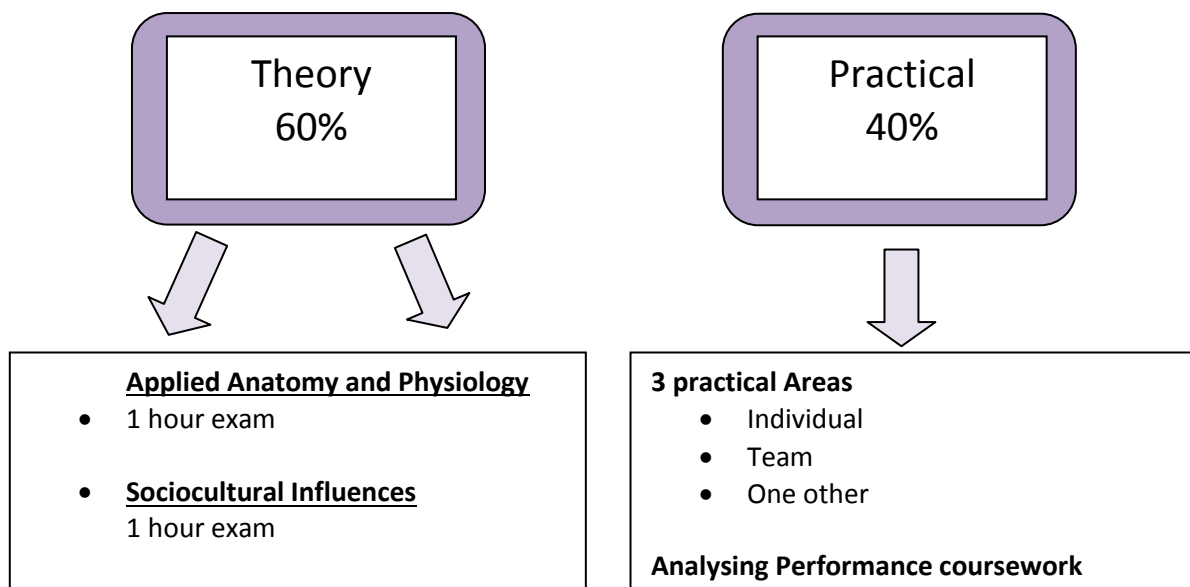 Theory
60%
Practical
40%
Applied Anatomy and Physiology
• 1 hour exam
• Sociocultural Influences
1 hour exam
3 practical Areas
• Individual
• Team
• One other
Analysing Performance coursework